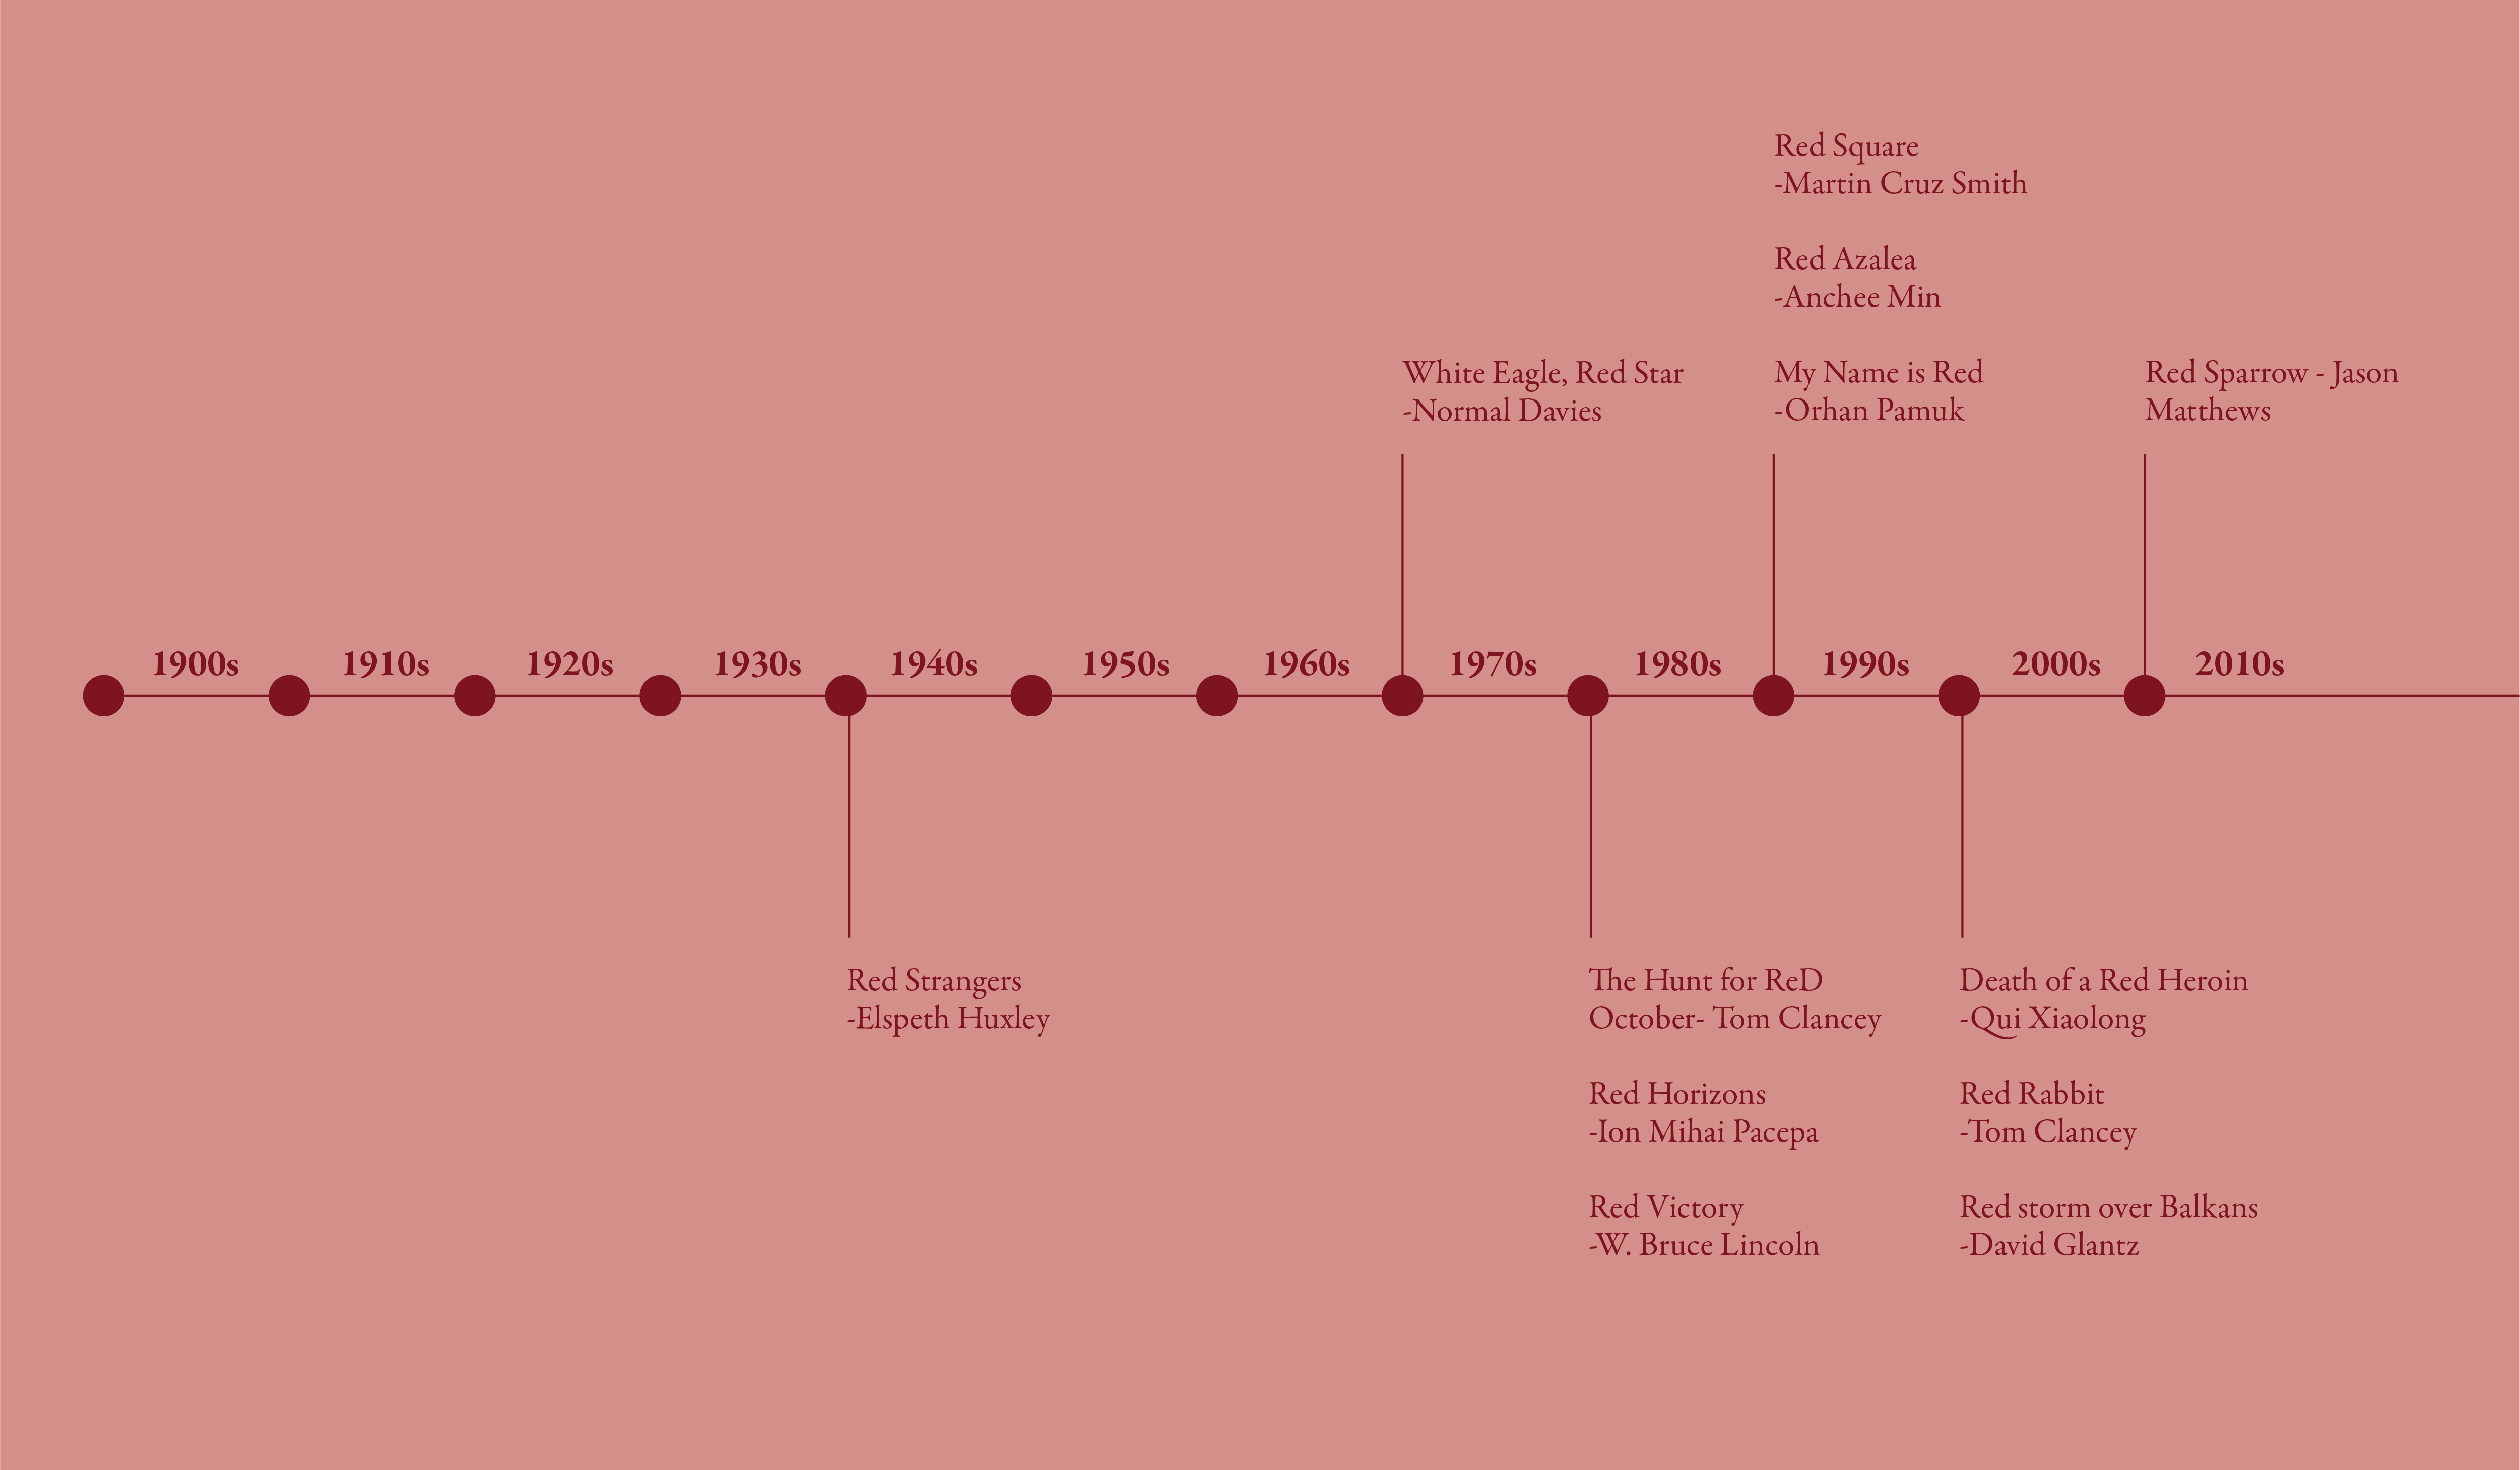 Red Square
-Martin Cruz Smith
Red Azalea
-Anchee Min
White Eagle, Red Star
-Normal Davies
My Name is Red
-Orhan Pamuk
Red Sparrow - Jason
Matthews
1900s
1910s
1920s
1930s
1940s
1950s
1960s
1970s
1980s
1990s
2000s
2010s
Red Strangers
-Elspeth Huxley
The Hunt for ReD
October- Tom Clancey
Red Horizons
-Ion Mihai Pacepa
Red Victory
-W. Bruce Lincoln
Death of a Red Heroin
-Qui Xiaolong
Red Rabbit
-Tom Clancey
Red storm over Balkans
-David Glantz